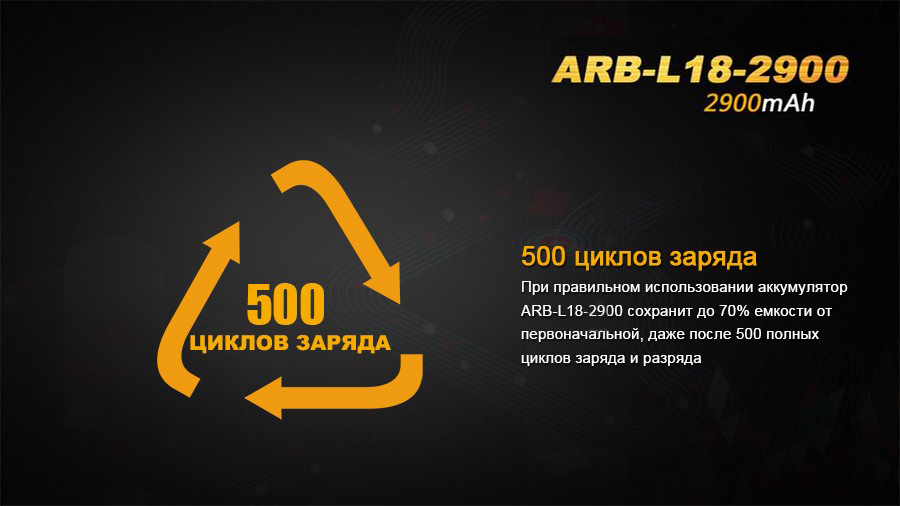 ARB-L18-2900
2900mAh
500
ЦИКЛОВ ЗАРЯДА
500 циклов заряда
При правильном использовании аккумулятор
ARB-L18-2900 сохранит до 70% емкости от
первоначальной, даже после 500 полных
циклов заряда и разряда